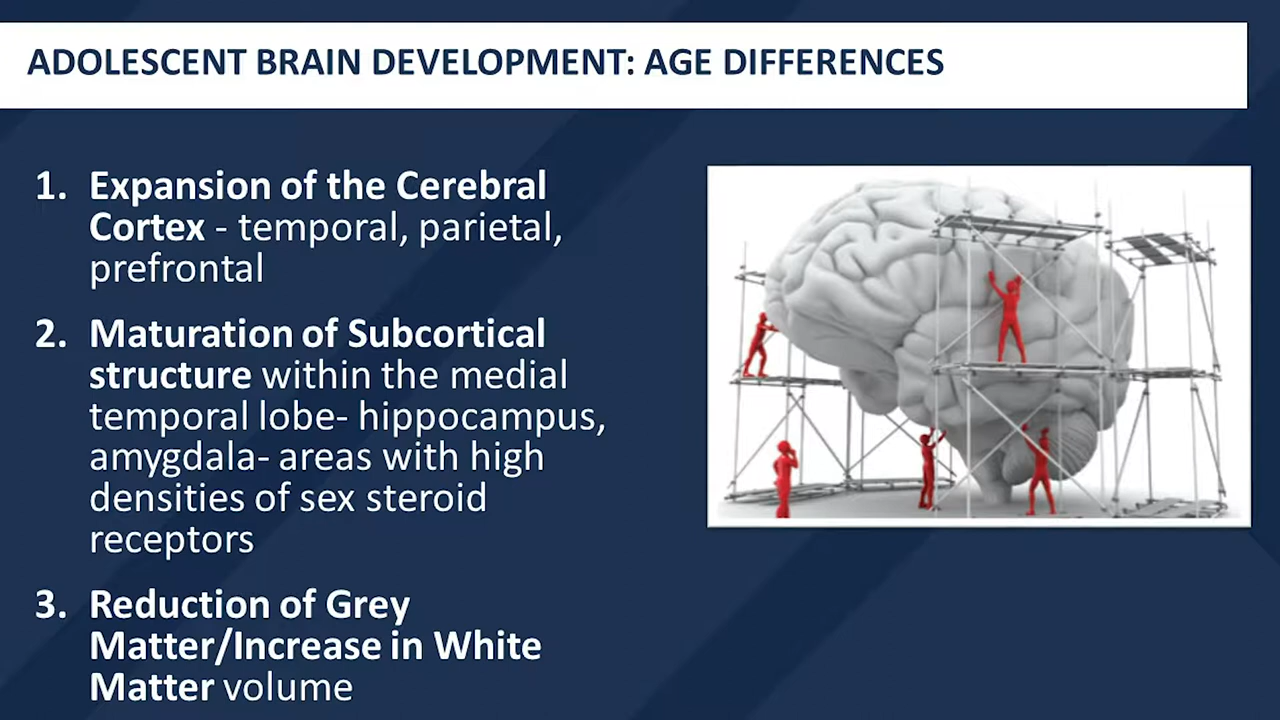 ADOLESCENT BRAIN DEVELOPMENT: AGE DIFFERENCES
1. Expansion of the Cerebral
Cortex - temporal, parietal,
prefrontal
2. Maturation of Subcortical
structure within the medial
temporal lobe- hippocampus,
amygdala- areas with high
densities of sex steroid
receptors
3. Reduction of Grey
Matter/Increase in White
Matter volume